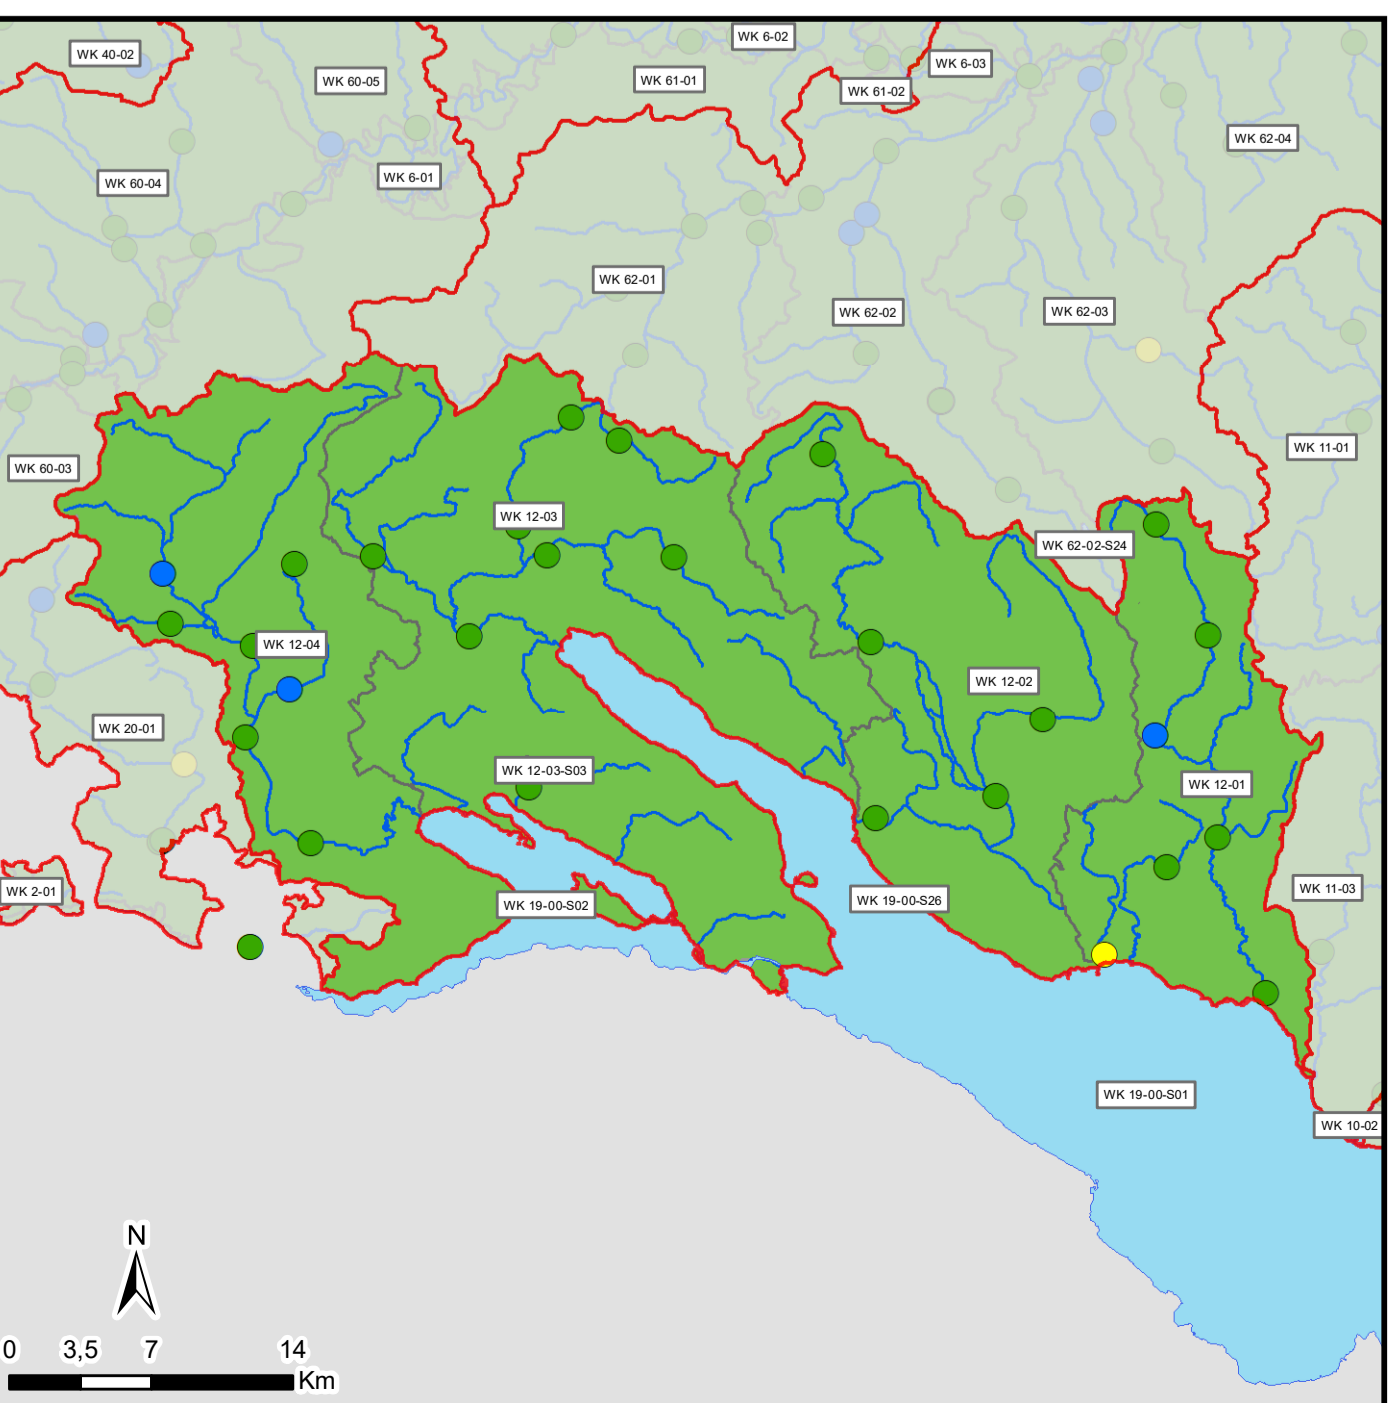 WK 6-02
WK 40-02
WK 60-05
WK 61-01
WK 6-03
WK 61-02
WK 62-04
WK 6-01
WK 60-04
WK 62-01
WK 62-02
WK 62-03
WK 11-01
WK 60-03
WK 12-03
WK 62-02-S24
WK 12-04
WK 12-02
WK 20-01
WK 12-03-S03
WK 12-01
WK 2-01
WK 11-03
WK 19-00-S26
WK 19-00-S02
WK 19-00-S01
WK 10-02
N
0 3,5 7 14
Km